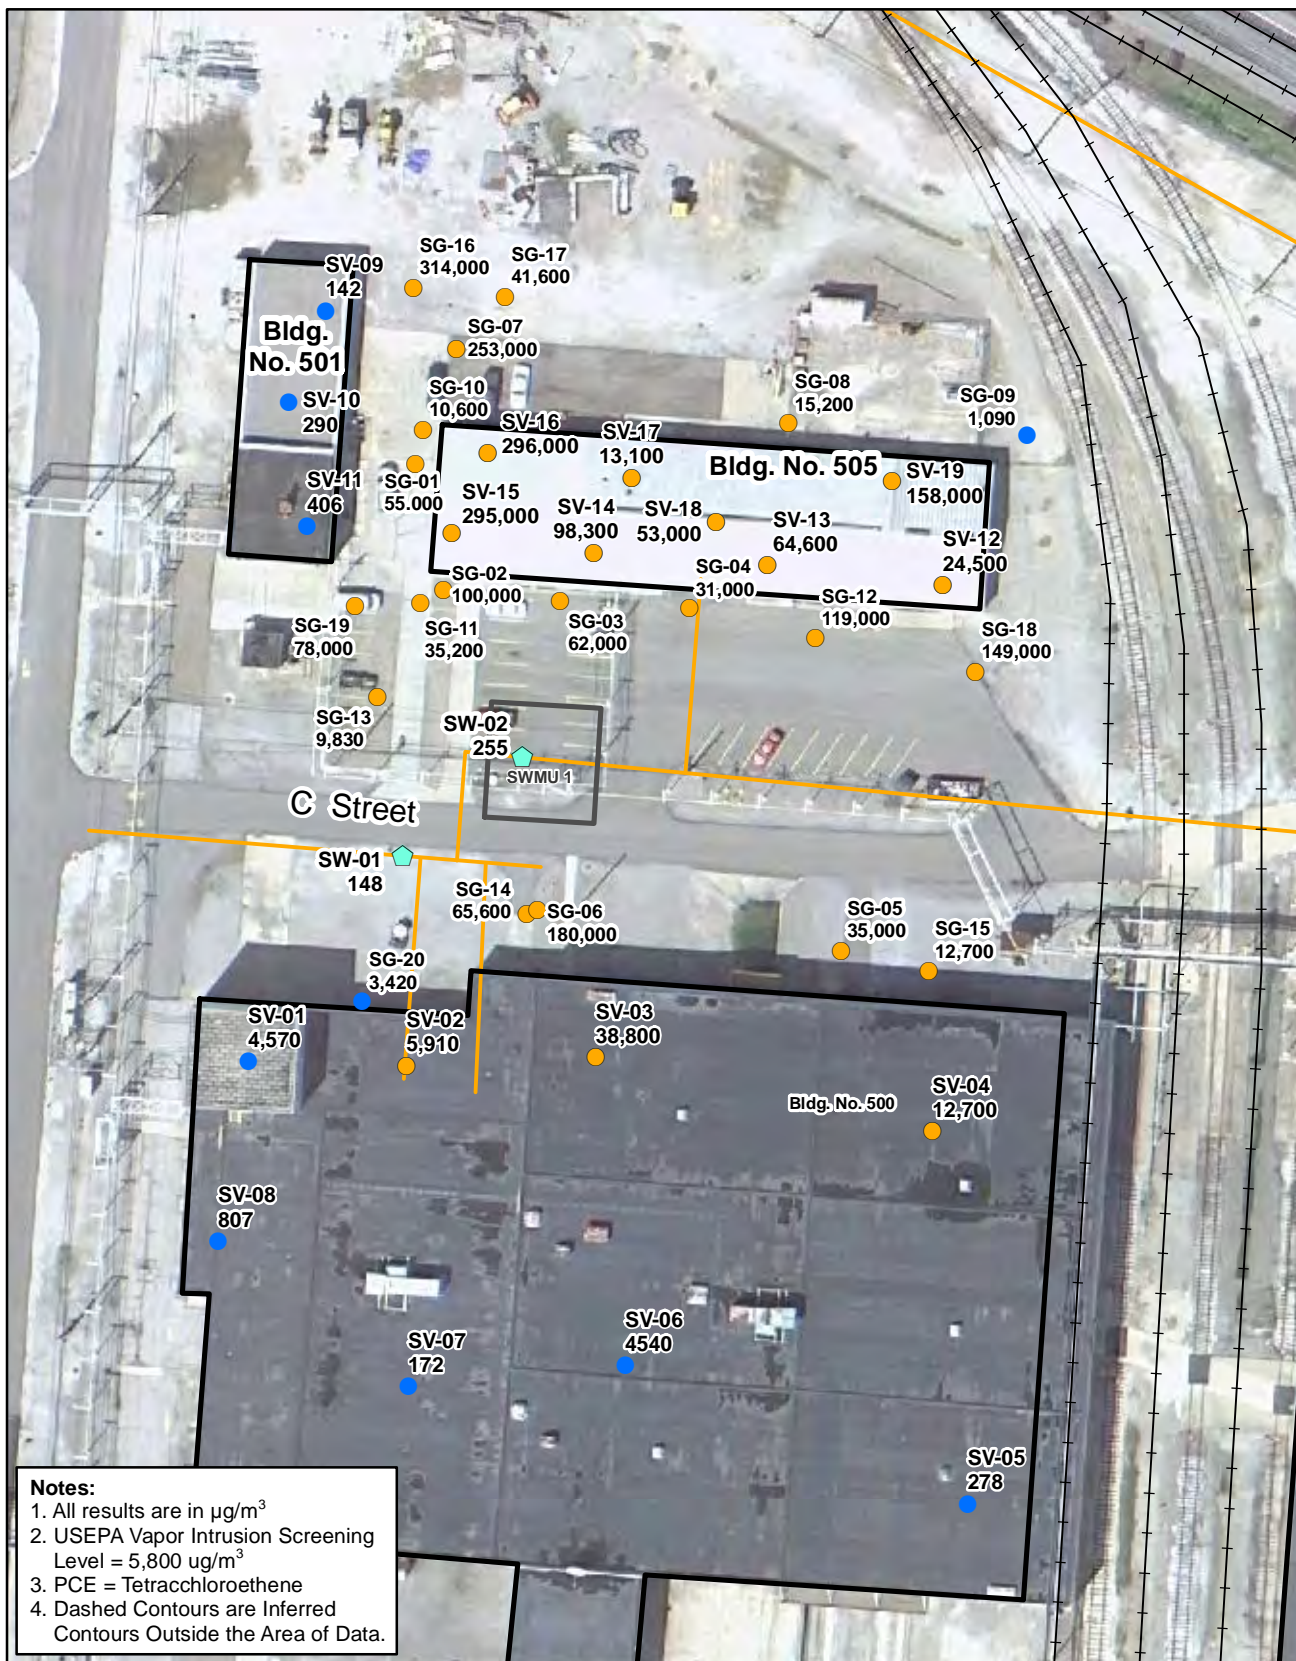 SG-16
314,000
SG-17
41,600
SV-09
142
Bldg.
No. 501
SG-07
253,000
SG-10
10,600
SV-10
290
SG-08
15,200
SG-09
1,090
SV-16
296,000
SV-17
13,100
Bldg. No. 505
SV-19
158,000
SG-01
55.000
SV-11
406
SV-15
295,000
SV-14
98,300
SV-18
53,000
SV-13
64,600
SV-12
24,500
SG-02
100,000
SG-04
31,000
SG-19
78,000
SG-11
35,200
SG-03
62,000
SG-12
119,000
SG-18
149,000
SG-13
9,830
SW-02
255
SWMU 1
C Street
SW-01
148
SG-14
65,600
SG-06
180,000
SG-05
35,000
SG-15
12,700
SG-20
3,420
SV-01
4,570
SV-02
5,910
SV-03
38,800
Bldg. No. 500
SV-04
12,700
SV-08
807
SV-07
172
SV-06
4540
SV-05
278
Notes:
1. All results are in µg/m³
2. USEPA Vapor Intrusion Screening
Level = 5,800 ug/m³
3. PCE = Tetracchloroethene
4. Dashed Contours are Inferred
Contours Outside the Area of Data.